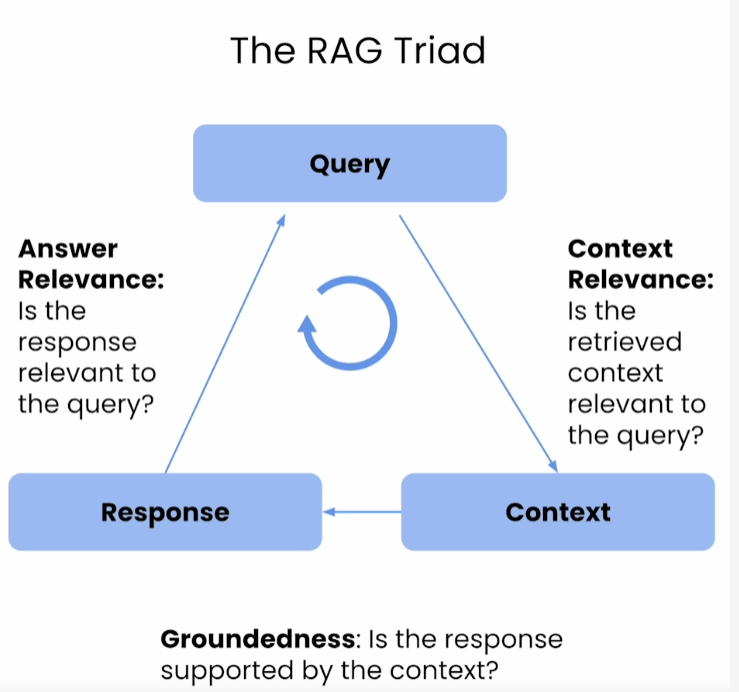 The RAG Triad
Query
Answer
Relevance:
Is the
response
relevant to
the query?
Context
Relevance:
Is the
retrieved
context
relevant to
the query?
Response
Context
Groundedness: Is the response
supported by the context?